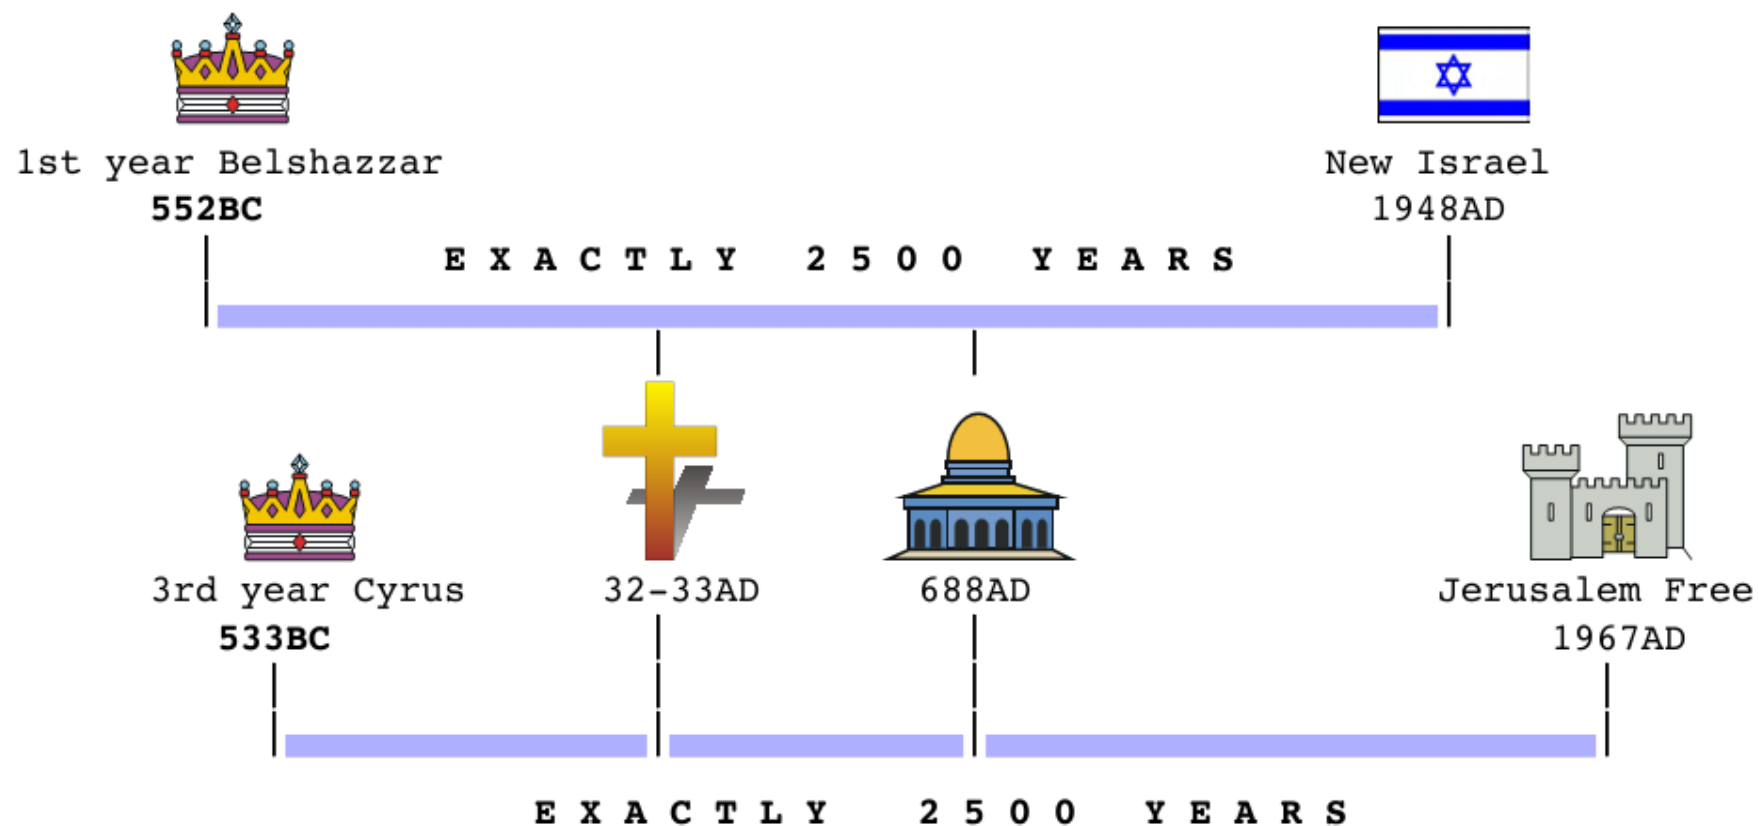 1st year Belshazzar
552BC
New Israel
1948AD
EXACTLY 2500 YEARS
3rd year Cyrus
533BC
32-33AD
688AD
Jerusalem Free
1967AD
EXACTLY 2500 YEARS